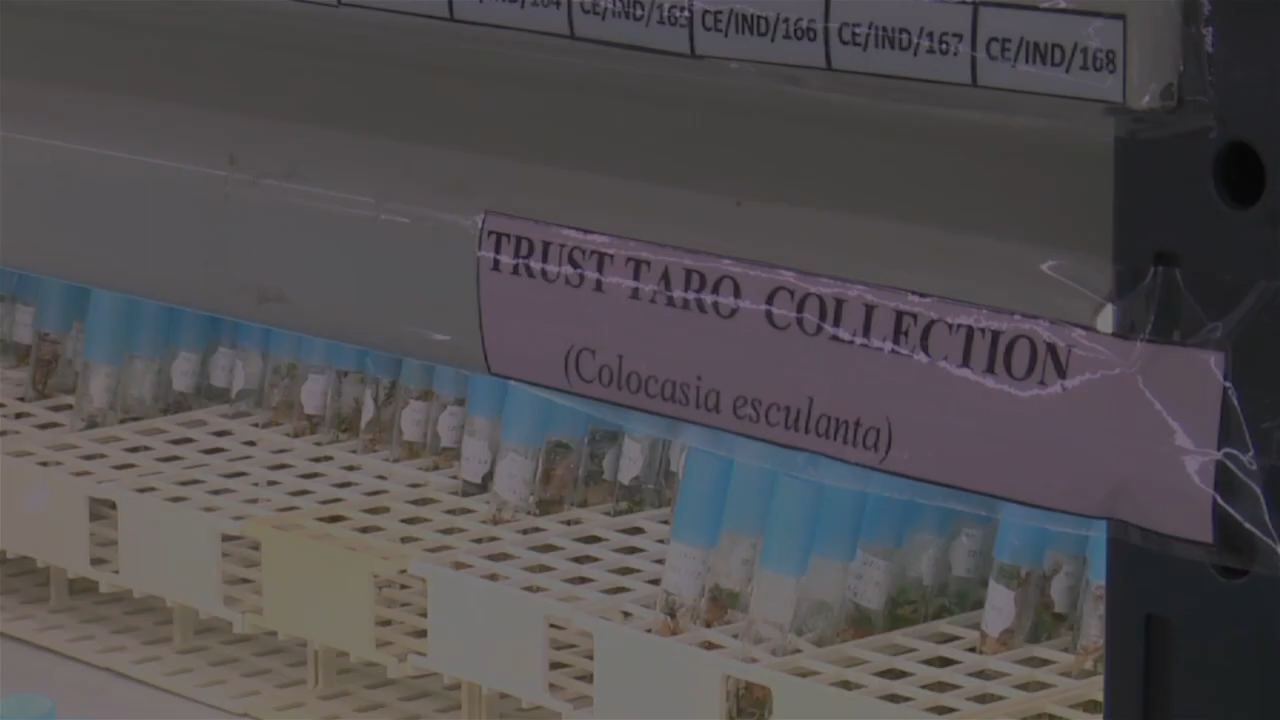 CE/IND/165 CE/IND/166 CE/IND/167 CE/IND/168
TRUST TARO COLLECTION
(Colocasia esculanta)